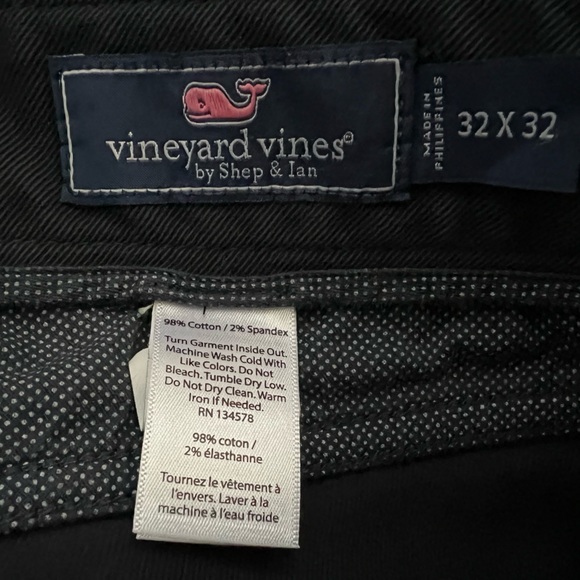 vineyard vines®
by Shep & Ian
MADE IN
PHILIPPINES
32 X 32
98% Cotton / 2% Spandex
Turn Garment Inside Out.
Machine Wash Cold With
Like Colors. Do Not
Bleach. Tumble Dry Low.
Do Not Dry Clean. Warm
Iron If Needed.
RN 134578
98% coton /
2% élasthanne
Tournez le vêtement à
l'envers. Laver à la
machine à l'eau froide